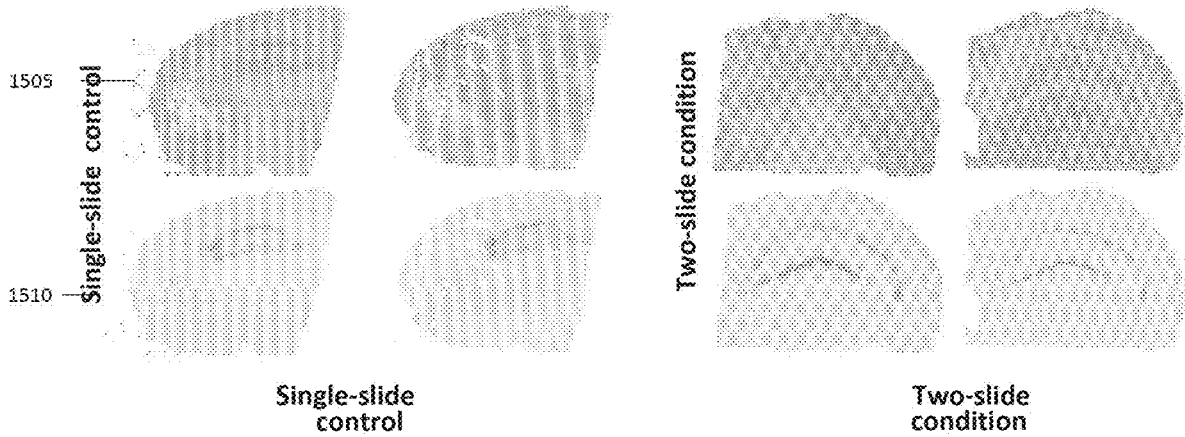 1505
Single-slide control
1510
Two-slide condition
Single-slide
control
Two-slide
condition